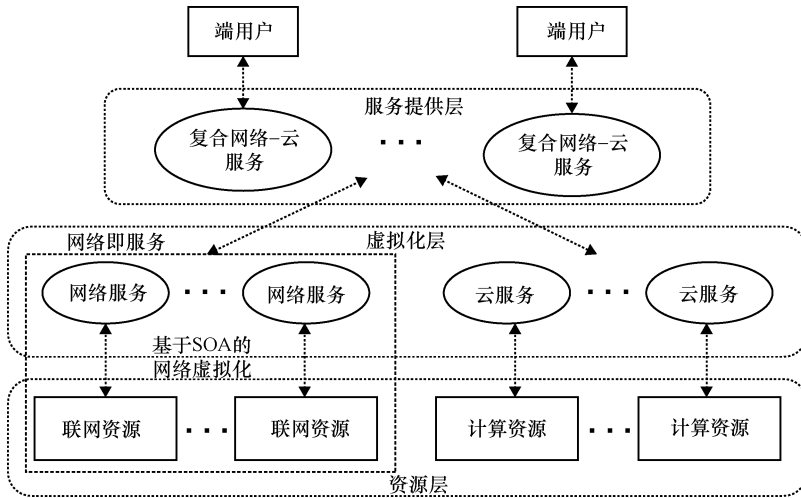 端用户
端用户
服务提供层
复合网络–云
服务
· · ·
复合网络–云
服务
网络即服务
虚拟化层
网络服务
· · ·
网络服务
云服务
· · ·
云服务
基于SOA的
网络虚拟化
联网资源
· · ·
联网资源
计算资源
· · ·
计算资源
资源层